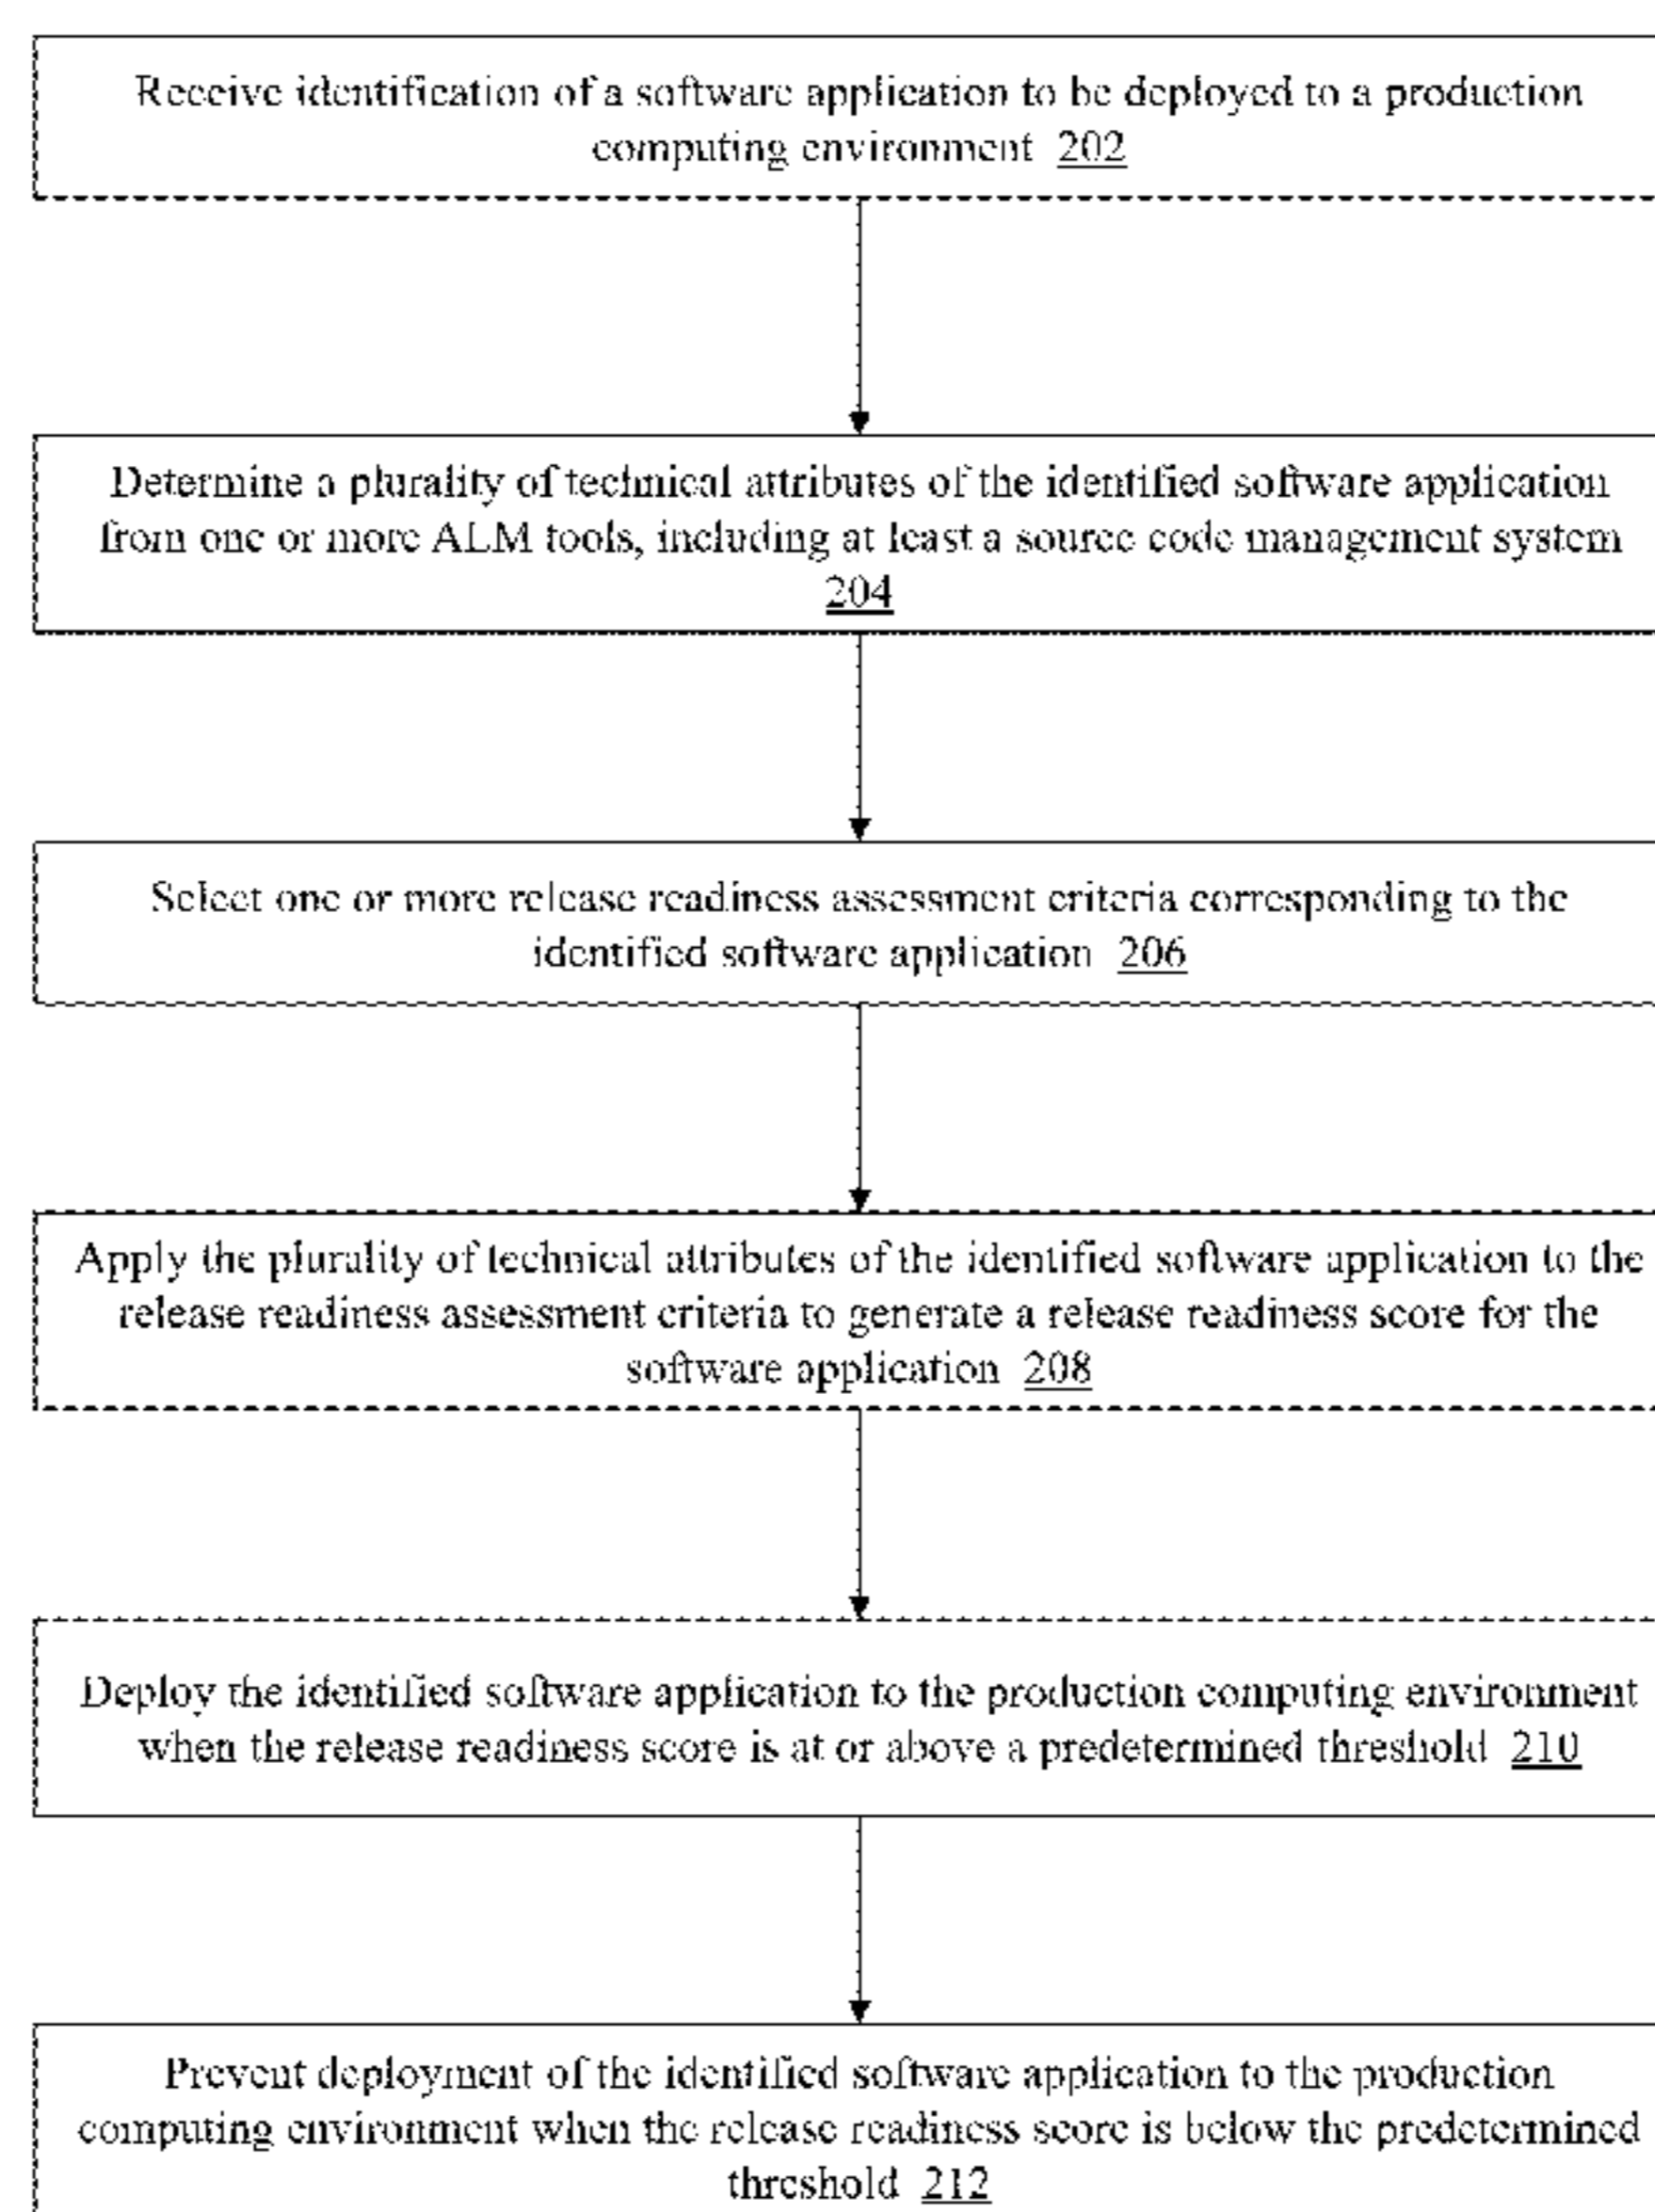 Receive identification of a software application to be deployed to a production
computing environment 202
Determine a plurality of technical attributes of the identified software application
from one or more ALM tools, including at least a source code management system
204
Select one or more release readiness assessment criteria corresponding to the
identified software application 206
Apply the plurality of technical attributes of the identified software application to the
release readiness assessment criteria to generate a release readiness score for the
software application 208
Deploy the identified software application to the production computing environment
when the release readiness score is at or above a predetermined threshold 210
Prevent deployment of the identified software application to the production
computing environment when the release readiness score is below the predetermined
threshold 212